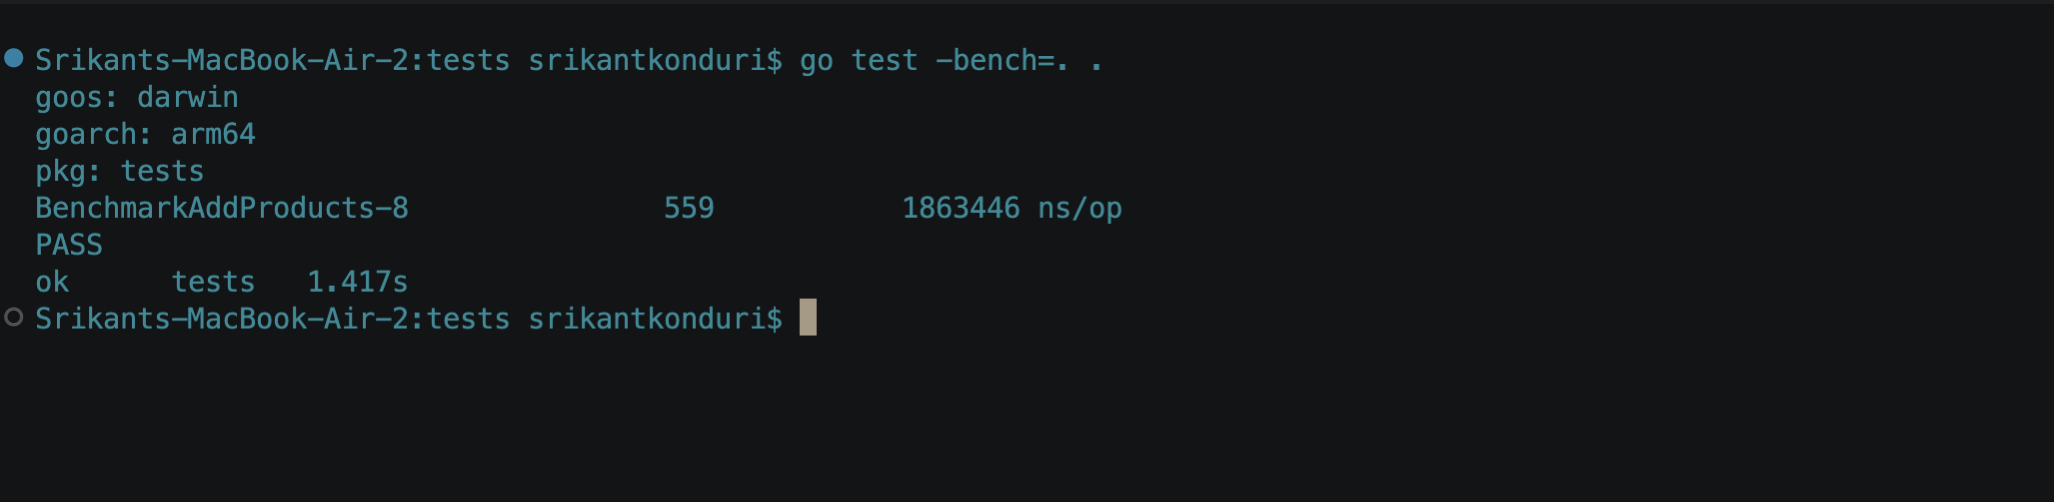 Srikants-MacBook-Air-2:tests srikantkonduri$ go test -bench=. .
goos: darwin
goarch: arm64
pkg: tests
BenchmarkAddProducts-8               559           1863446 ns/op
PASS
ok      tests   1.417s
Srikants-MacBook-Air-2:tests srikantkonduri$